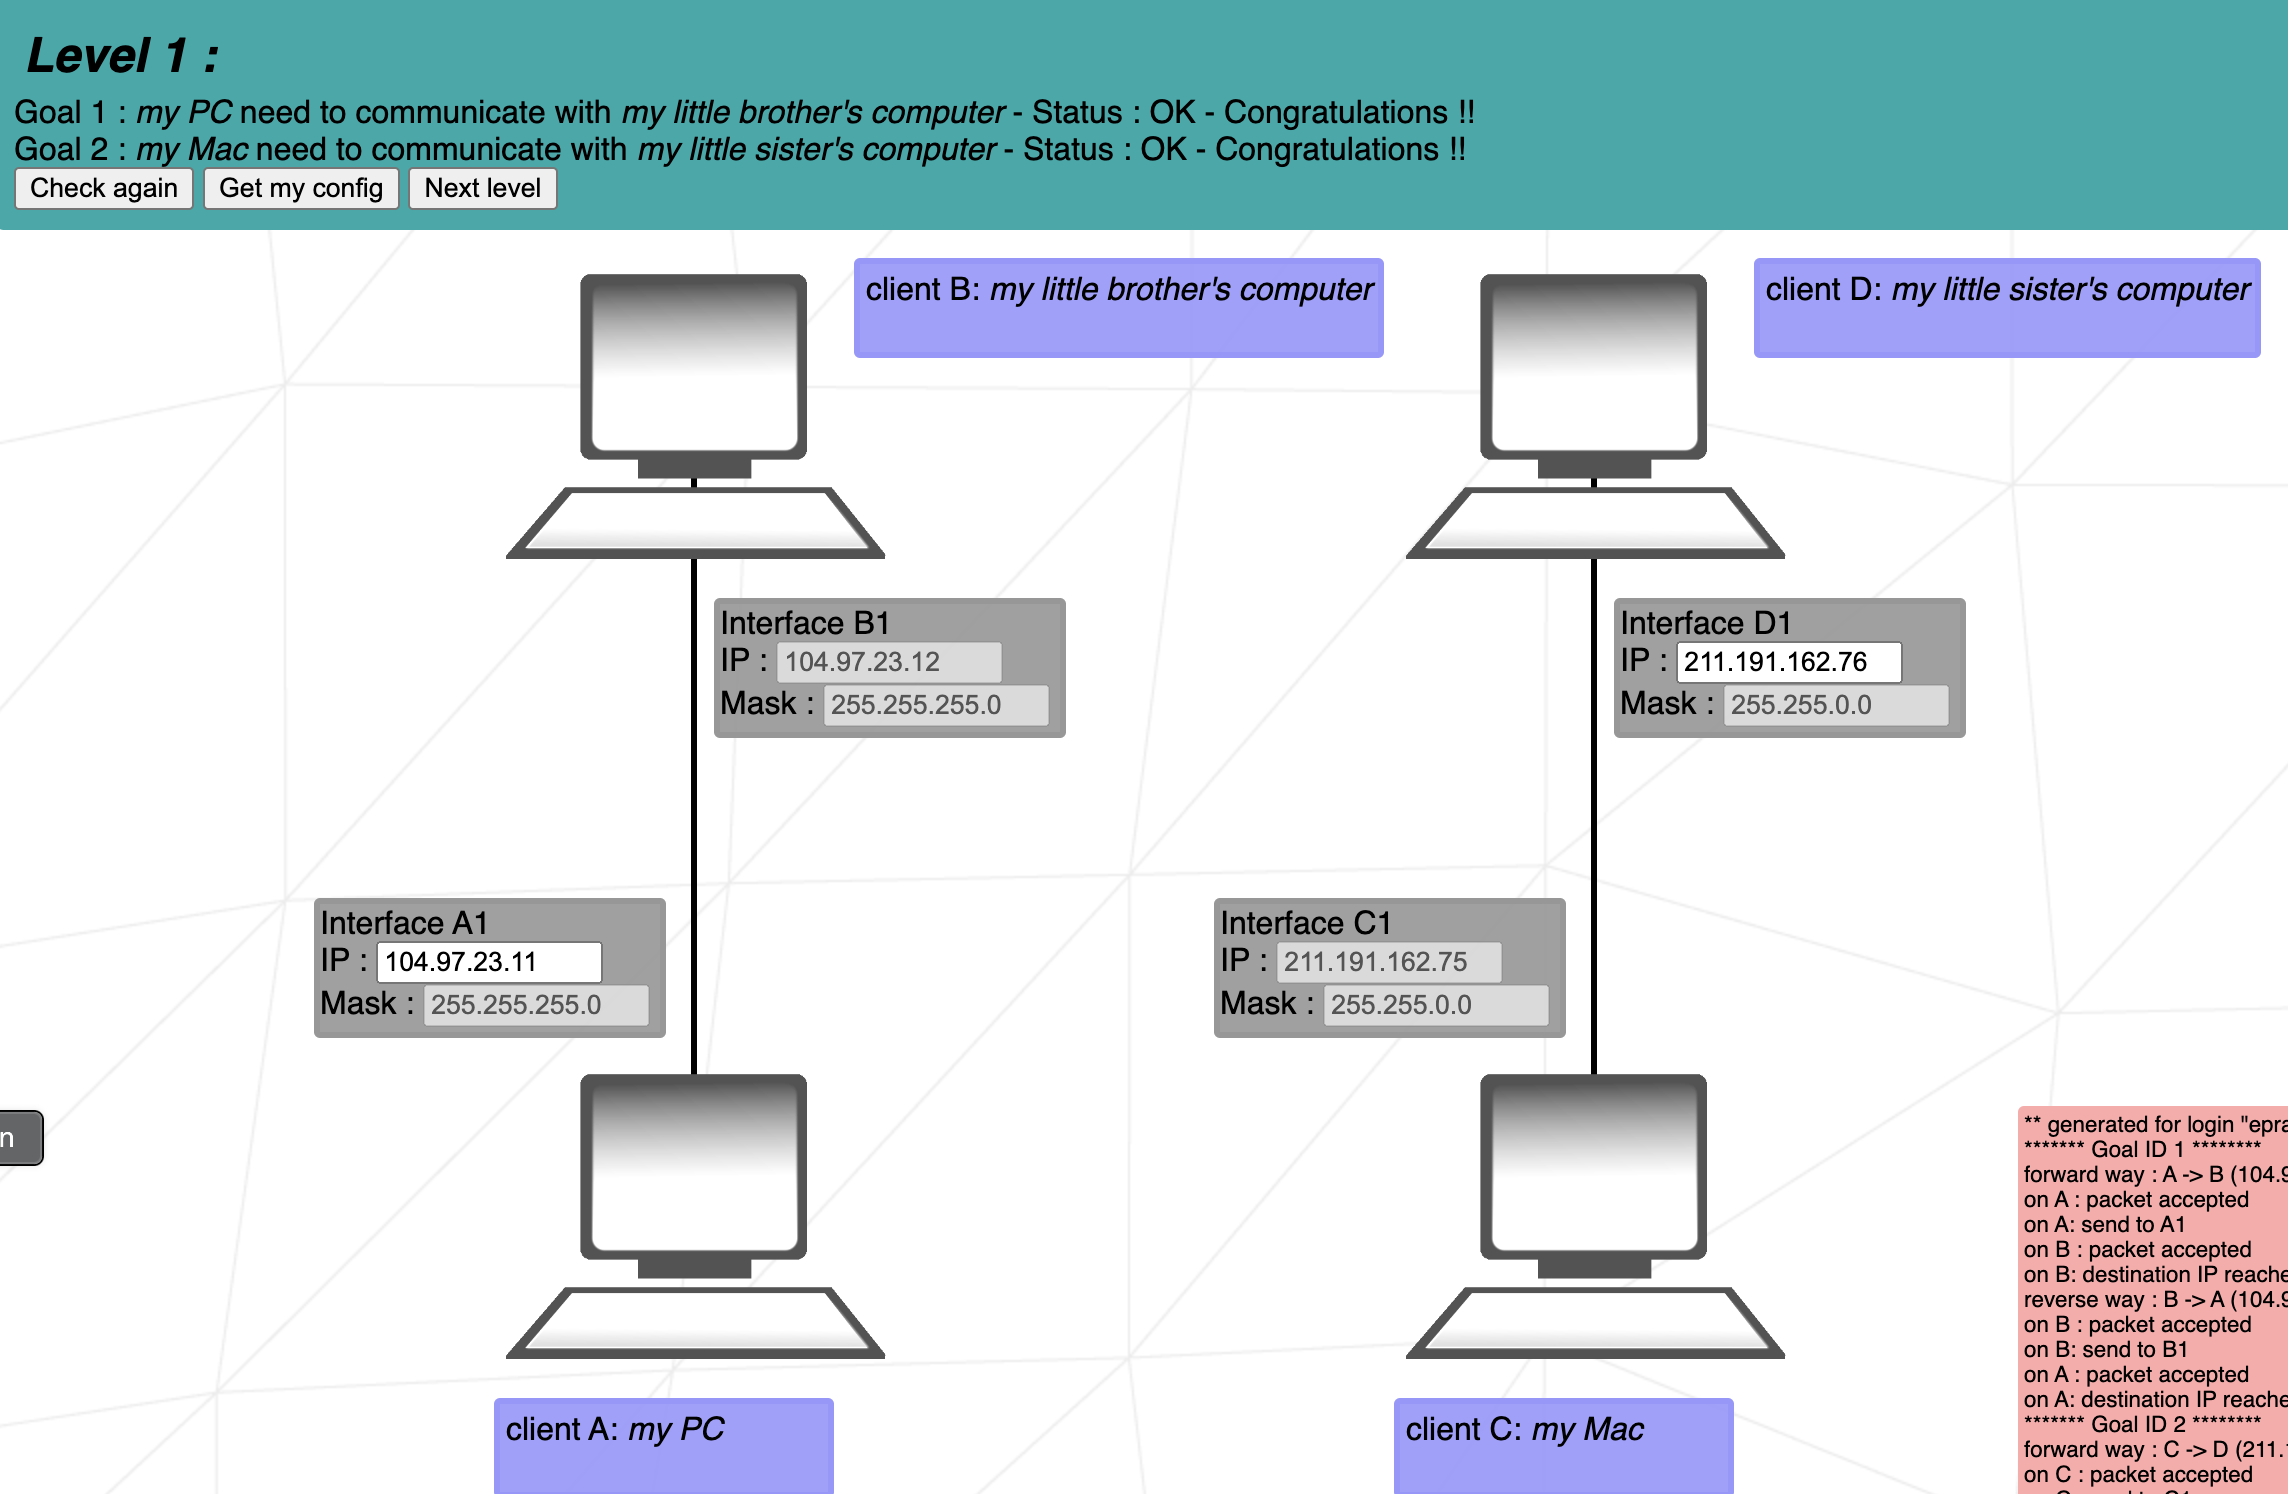 Level 1 :
Goal 1 : my PC need to communicate with my little brother's computer - Status : OK - Congratulations !!
Goal 2 : my Mac need to communicate with my little sister's computer - Status : OK - Congratulations !!
Check again Get my config Next level
client B: my little brother's computer
client D: my little sister's computer
Interface B1
IP : 104.97.23.12
Mask : 255.255.255.0
Interface D1
IP : 211.191.162.76
Mask : 255.255.0.0
Interface A1
IP : 104.97.23.11
Mask : 255.255.255.0
Interface C1
IP : 211.191.162.75
Mask : 255.255.0.0
n
** generated for login "epra
******* Goal ID 1 ********
forward way : A -> B (104.9
on A : packet accepted
on A: send to A1
on B : packet accepted
on B: destination IP reache
reverse way : B -> A (104.9
on B : packet accepted
on B: send to B1
on A : packet accepted
on A: destination IP reache
******* Goal ID 2 ********
forward way : C -> D (211.1
on C : packet accepted
client A: my PC
client C: my Mac